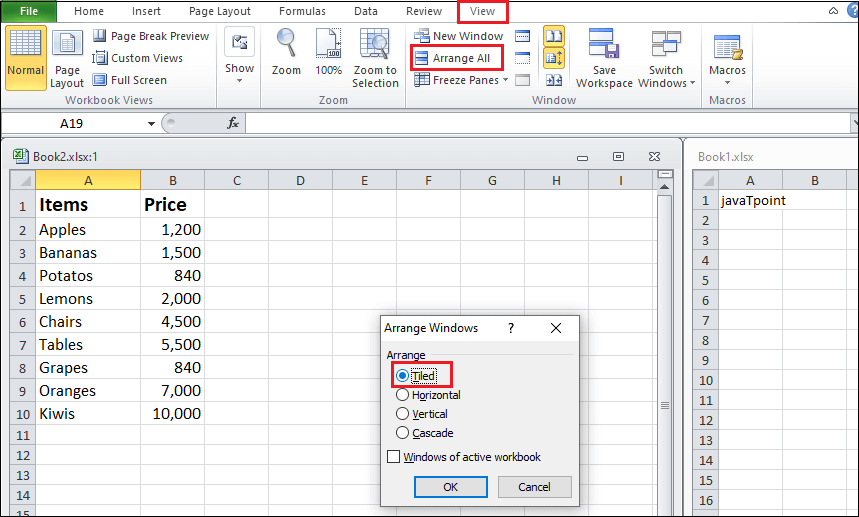 File Home Insert Page Layout Formulas Data Review View
Normal
Page Layout
Page Break Preview
Custom Views
Full Screen
Workbook Views
Show
Zoom
100
100%
Zoom to Selection
Zoom
New Window
Arrange All
Freeze Panes
Save Workspace
Switch Windows
Window
Macros
Macros
A19 fx
Book2.xlsx:1
A B C D E F G H I
1 Items Price
2 Apples 1,200
3 Bananas 1,500
4 Potatos 840
5 Lemons 2,000
6 Chairs 4,500
7 Tables 5,500
8 Grapes 840
9 Oranges 7,000
10 Kiwis 10,000
11
12
13
14
15
Book1.xlsx
A B
1 javaTpoint
2
3
4
5
6
7
8
9
10
11
12
13
14
15
16
Arrange Windows ?
Arrange
Tiled
Horizontal
Vertical
Cascade
Windows of active workbook
OK Cancel